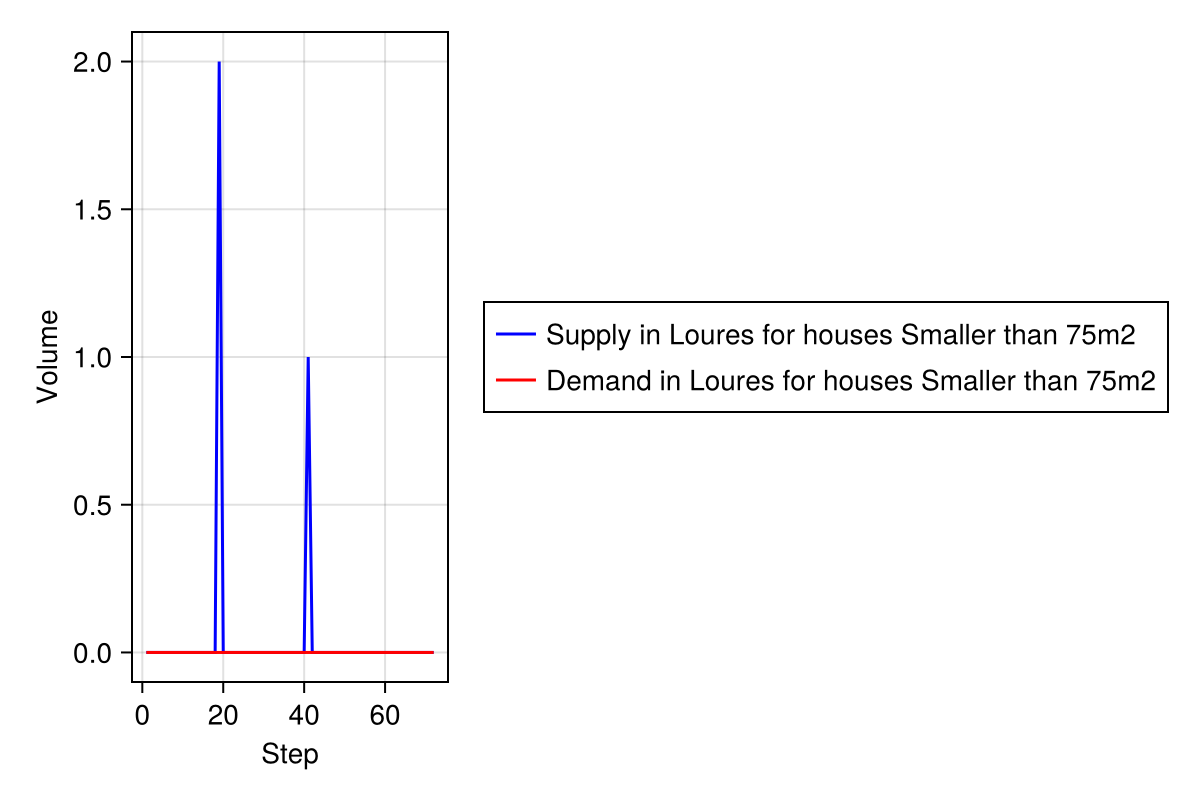 2.0
1.5
1.0
0.5
0.0
Volume
0 20 40 60
Step
Supply in Loures for houses Smaller than 75m2
Demand in Loures for houses Smaller than 75m2